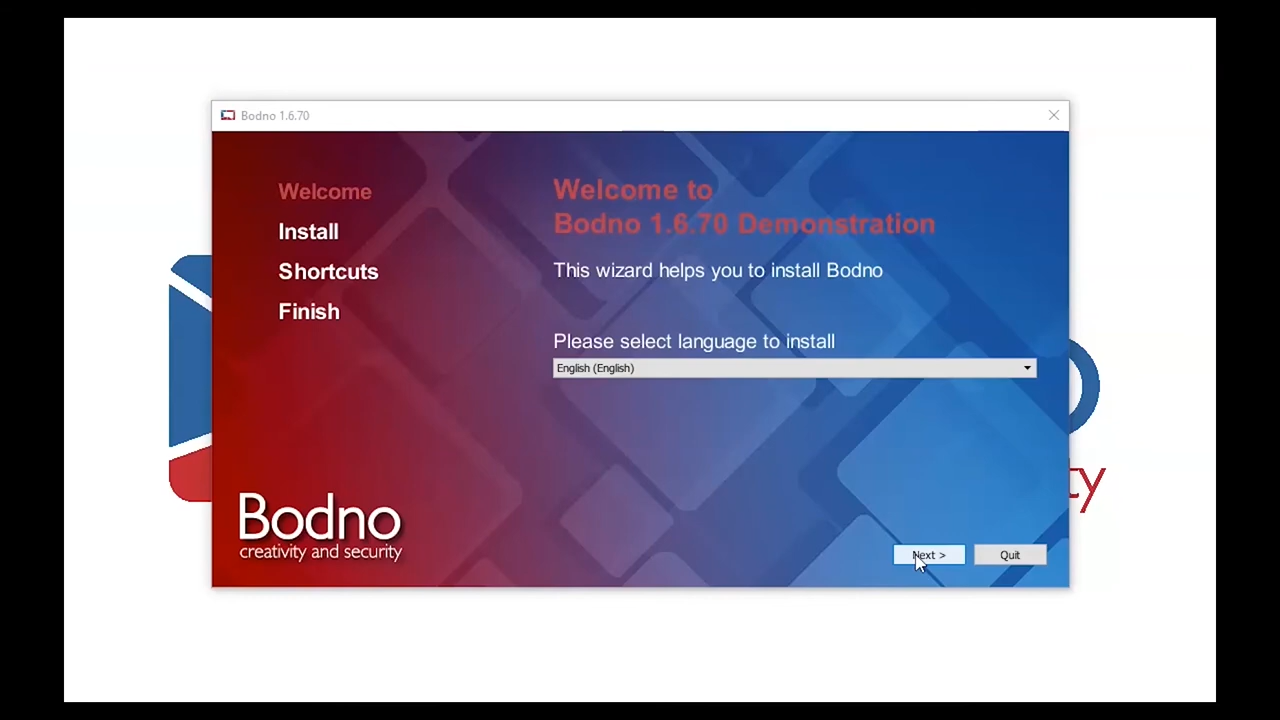 Bodno 1.6.70
Welcome
Install
Shortcuts
Finish
Welcome to
Bodno 1.6.70 Demonstration
This wizard helps you to install Bodno
Please select language to install
English (English)
Bodno
creativity and security
ty
Next >
Quit